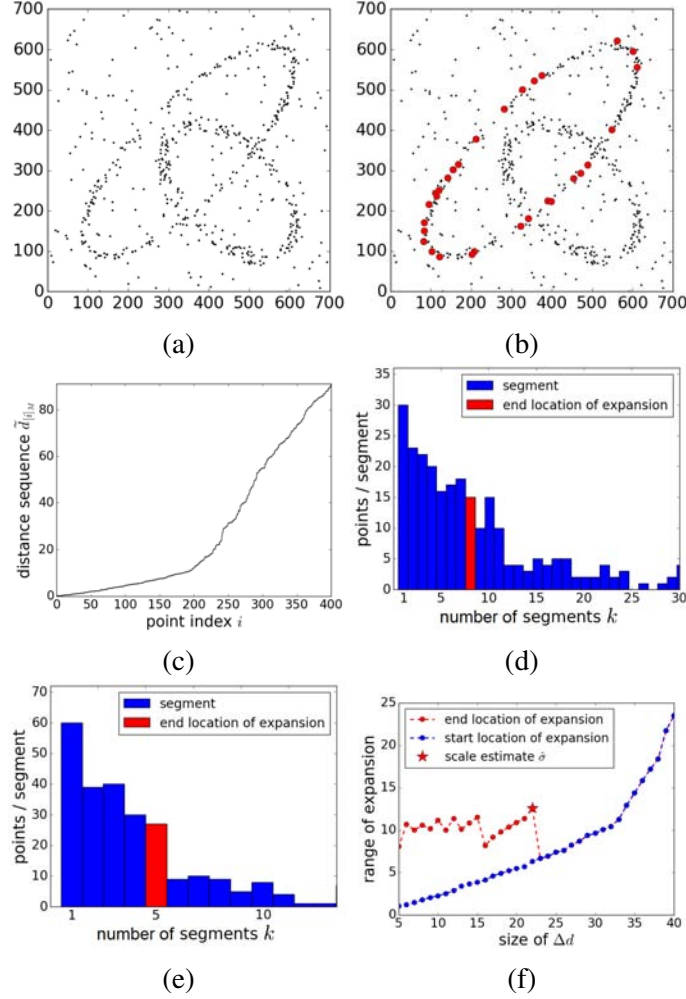 700
600
500
400
300
200
100
0
0 100 200 300 400 500 600 700
700
600
500
400
300
200
100
0
0 100 200 300 400 500 600 700
(a)
(b)
80
60
40
20
0
distance sequence d̃[i]M
0 50 100 150 200 250 300 350 400
point index i
35
30
25
20
15
10
5
0
points / segment
segment
end location of expansion
1 5 10 15 20 25 30
number of segments k
(c)
(d)
70
60
50
40
30
20
10
0
points / segment
segment
end location of expansion
1 5 10
number of segments k
25
20
15
10
5
0
range of expansion
end location of expansion
start location of expansion
scale estimate σ̂
5 10 15 20 25 30 35 40
size of Δd
(e)
(f)